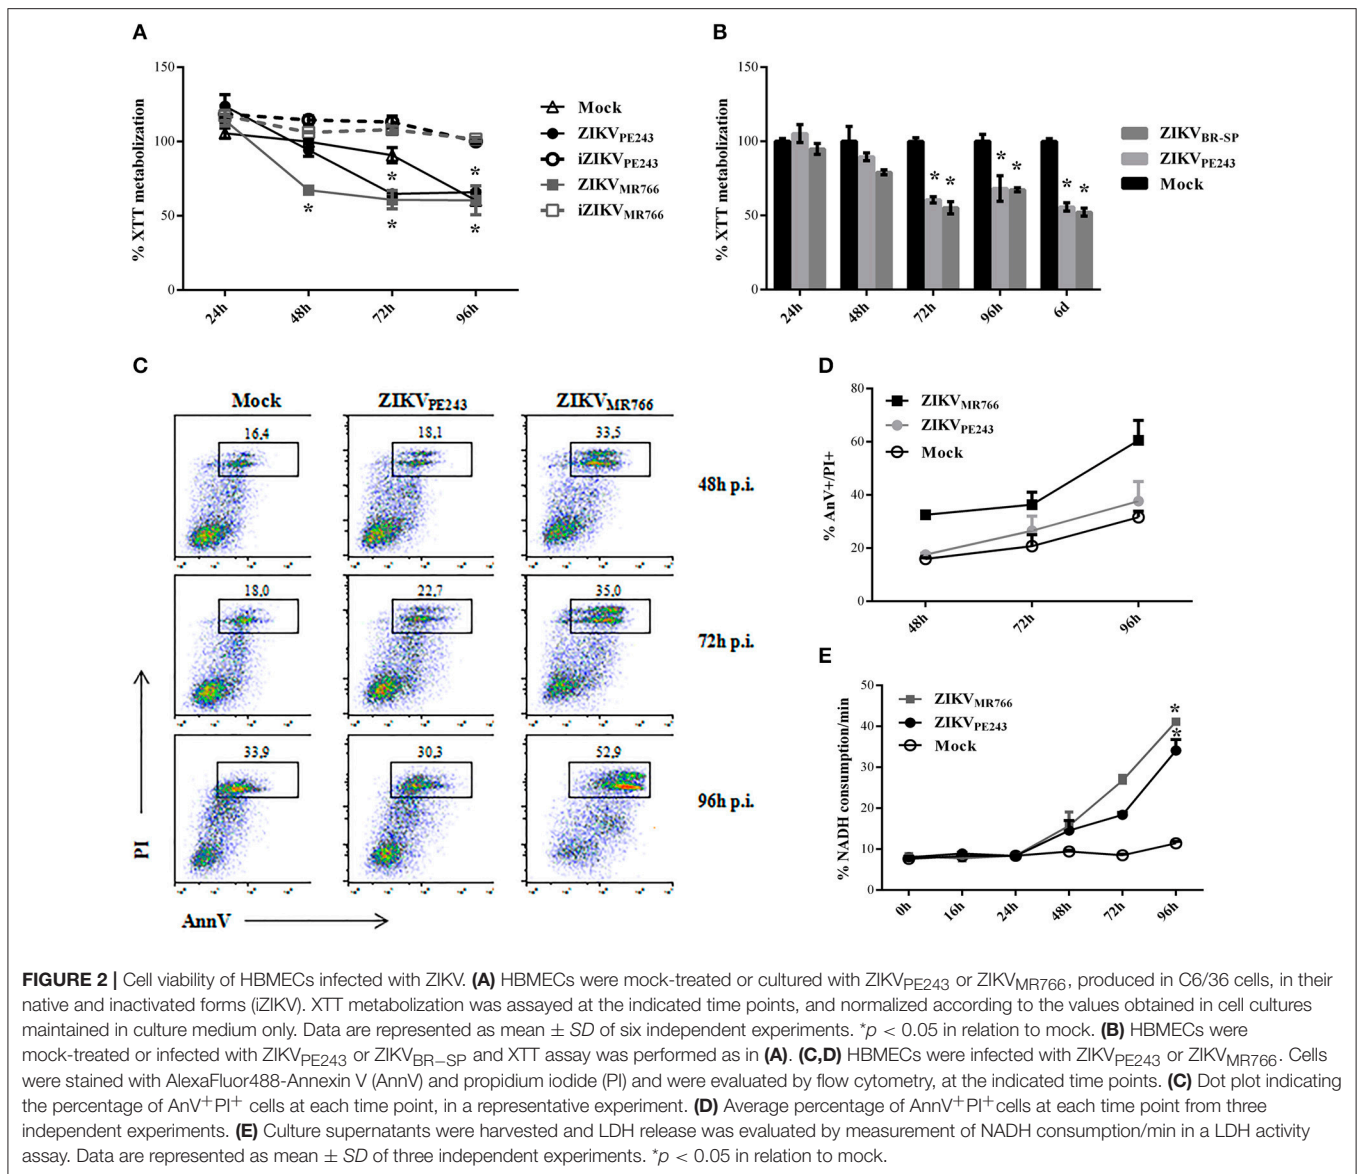 A
150
100
50
0
% XTT metabolization
24h
48h
72h
96h
*
*
*
*
*
Mock
ZIKVPE243
iZIKVPE243
ZIKVMR766
iZIKVMR766
B
150
100
50
0
% XTT metabolization
24h
48h
72h
96h
6d
* *
* *
* *
ZIKVBR-SP
ZIKVPE243
Mock
C
Mock ZIKVPE243 ZIKVMR766
16,4 18,1 33,5
48h p.i.
18,0 22,7 35,0
72h p.i.
33,9 30,3 52,9
96h p.i.
PI
AnnV
D
80
60
40
20
0
% AnV+/PI+
48h
72h
96h
ZIKVMR766
ZIKVPE243
Mock
E
50
40
30
20
10
0
% NADH consumption/min
0h
16h
24h
48h
72h
96h
*
*
ZIKVMR766
ZIKVPE243
Mock
FIGURE 2 | Cell viability of HBMECs infected with ZIKV. (A) HBMECs were mock-treated or cultured with ZIKVPE243 or ZIKVMR766, produced in C6/36 cells, in their
native and inactivated forms (iZIKV). XTT metabolization was assayed at the indicated time points, and normalized according to the values obtained in cell cultures
maintained in culture medium only. Data are represented as mean ± SD of six independent experiments. *p < 0.05 in relation to mock. (B) HBMECs were
mock-treated or infected with ZIKVPE243 or ZIKVBR−SP and XTT assay was performed as in (A). (C,D) HBMECs were infected with ZIKVPE243 or ZIKVMR766. Cells
were stained with AlexaFluor488-Annexin V (AnnV) and propidium iodide (PI) and were evaluated by flow cytometry, at the indicated time points. (C) Dot plot indicating
the percentage of AnV+PI+ cells at each time point, in a representative experiment. (D) Average percentage of AnnV+PI+cells at each time point from three
independent experiments. (E) Culture supernatants were harvested and LDH release was evaluated by measurement of NADH consumption/min in a LDH activity
assay. Data are represented as mean ± SD of three independent experiments. *p < 0.05 in relation to mock.